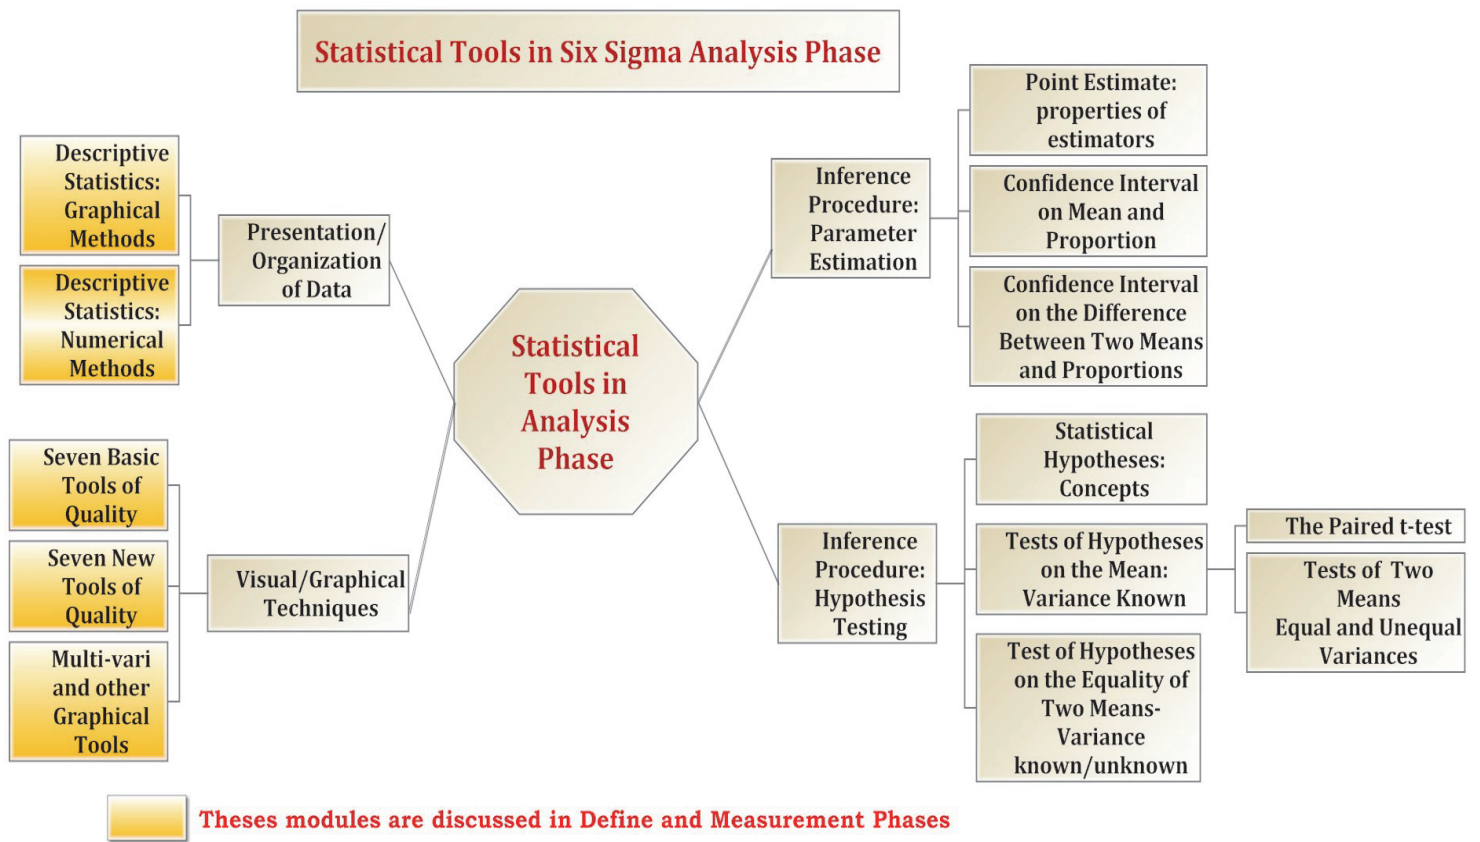 Statistical Tools in Six Sigma Analysis Phase
Descriptive
Statistics:
Graphical
Methods
Descriptive
Statistics:
Numerical
Methods
Presentation/
Organization
of Data
Seven Basic
Tools of
Quality
Seven New
Tools of
Quality
Multi-vari
and other
Graphical
Tools
Visual/Graphical
Techniques
Statistical
Tools in
Analysis
Phase
Inference
Procedure:
Parameter
Estimation
Point Estimate:
properties of
estimators
Confidence Interval
on Mean and
Proportion
Confidence Interval
on the Difference
Between Two Means
and Proportions
Inference
Procedure:
Hypothesis
Testing
Statistical
Hypotheses:
Concepts
Tests of Hypotheses
on the Mean:
Variance Known
Test of Hypotheses
on the Equality of
Two Means-
Variance
known/unknown
The Paired t-test
Tests of Two
Means
Equal and Unequal
Variances
Theses modules are discussed in Define and Measurement Phases